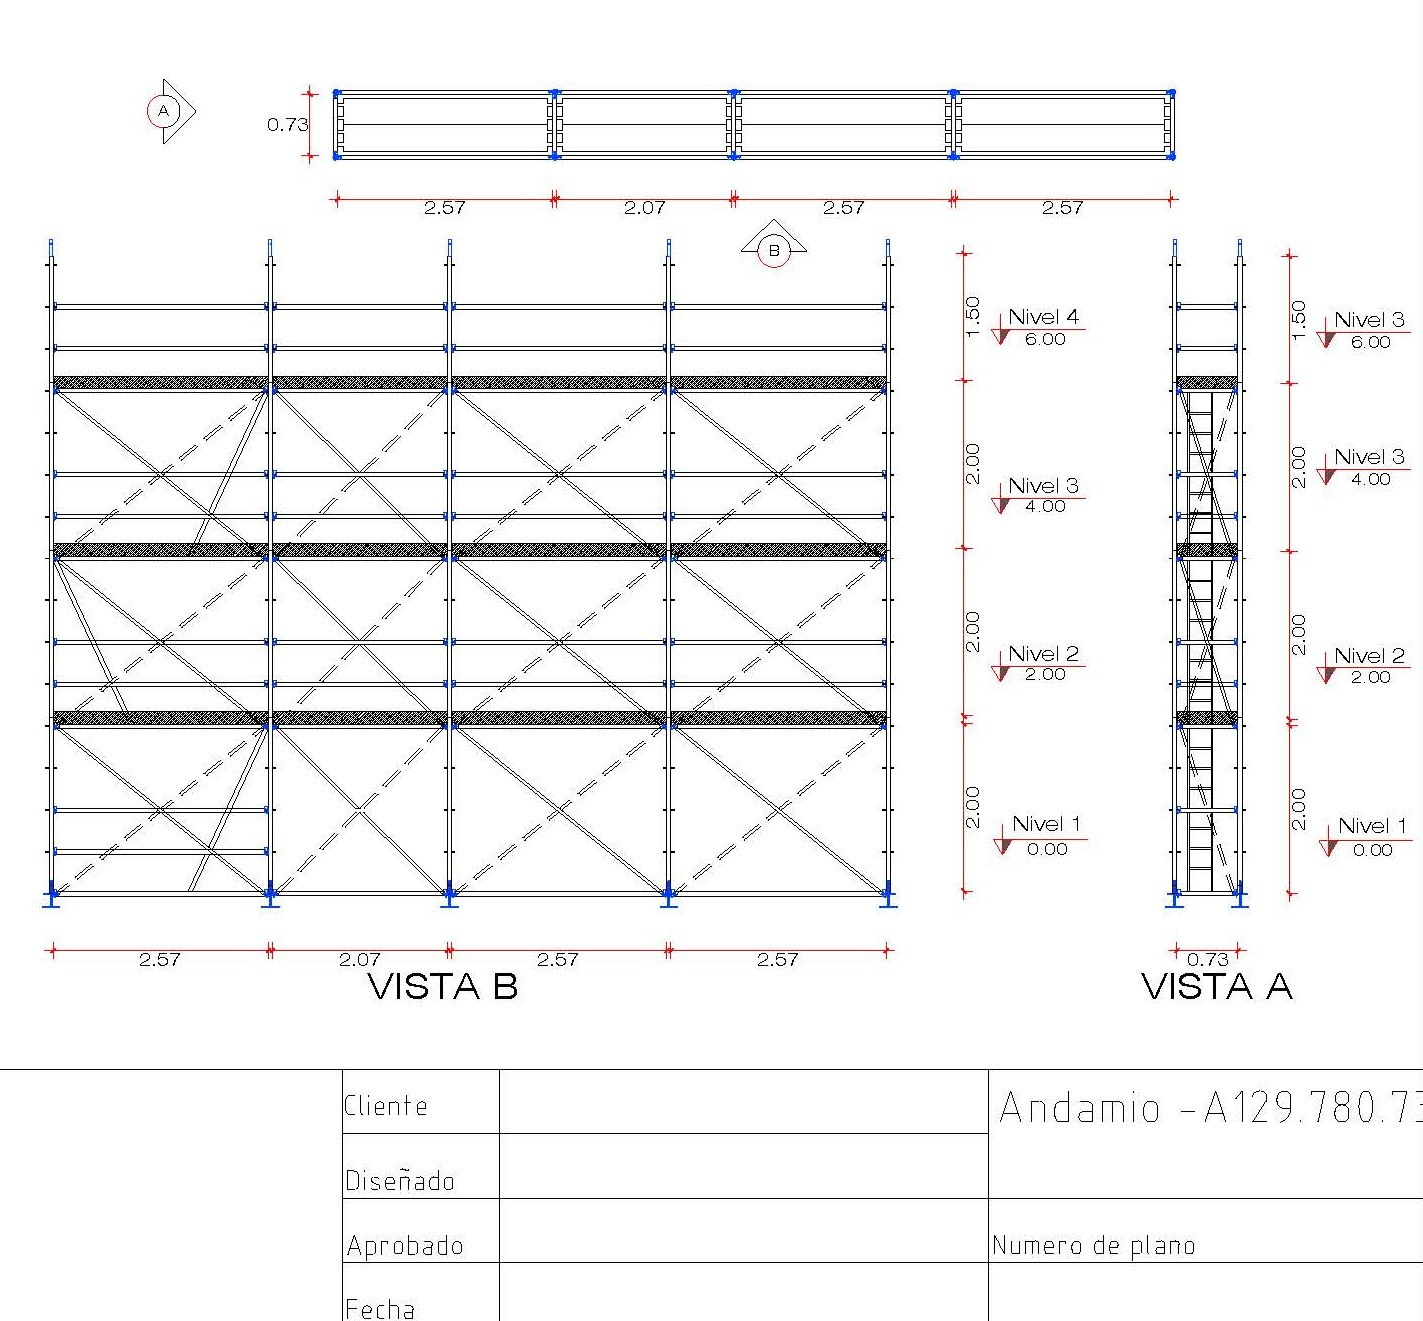 A
0.73
2.57 2.07 2.57 2.57
B
1.50
Nivel 4
6.00
2.00
Nivel 3
4.00
2.00
Nivel 2
2.00
2.00
Nivel 1
0.00
1.50
Nivel 3
6.00
2.00
Nivel 3
4.00
2.00
Nivel 2
2.00
2.00
Nivel 1
0.00
2.57 2.07 2.57 2.57
VISTA B
0.73
VISTA A
Cliente
Andamio -A129.780.73
Diseñado
Aprobado
Numero de plano
Fecha